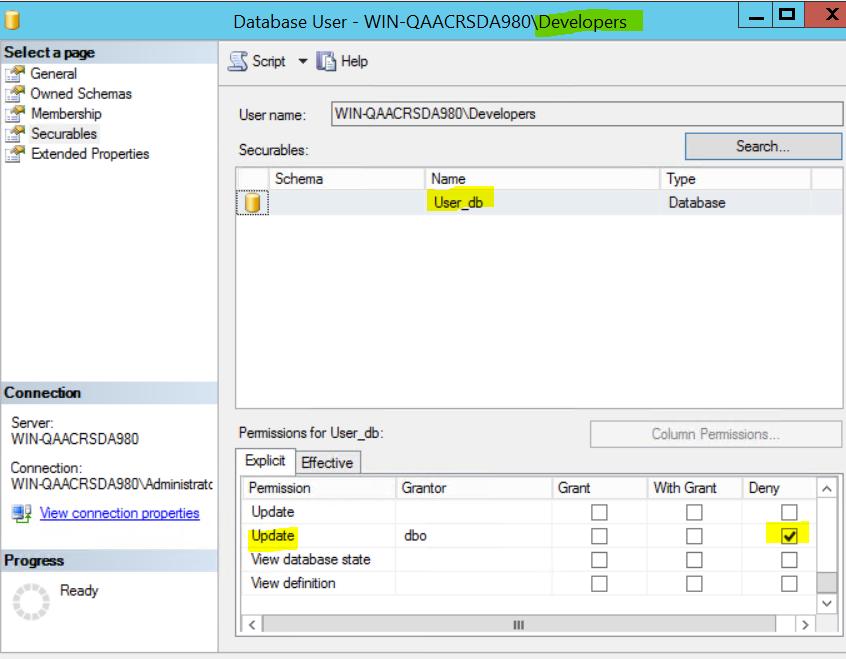 Database User - WIN-QAACRSDA980\Developers
Select a page
General
Owned Schemas
Membership
Securables
Extended Properties
Script Help
User name: WIN-QAACRSDA980\Developers
Securables: Search...
Schema Name Type
User_db Database
Connection
Server:
WIN-QAACRSDA980
Connection:
WIN-QAACRSDA980\Administratc
View connection properties
Progress
Ready
Permissions for User_db: Column Permissions...
Explicit Effective
Permission Grantor Grant With Grant Deny
Update
Update dbo
View database state
View definition